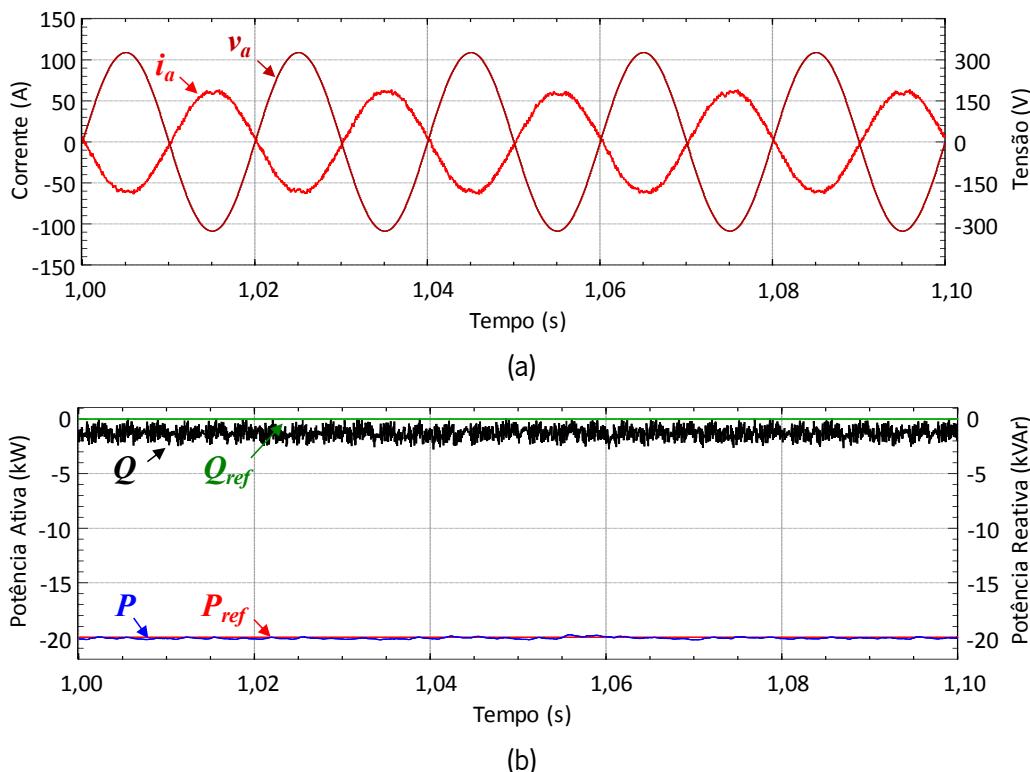 150
100
50
0
-50
-100
-150
Corrente (A)
v_a
i_a
300
150
0
-150
-300
Tensão (V)
1,00 1,02 1,04 1,06 1,08 1,10
Tempo (s)
(a)
0
-5
-10
-15
-20
Potência Ativa (kW)
Q
Q_ref
P
P_ref
0
-5
-10
-15
-20
Potência Reativa (kVAr)
1,00 1,02 1,04 1,06 1,08 1,10
Tempo (s)
(b)